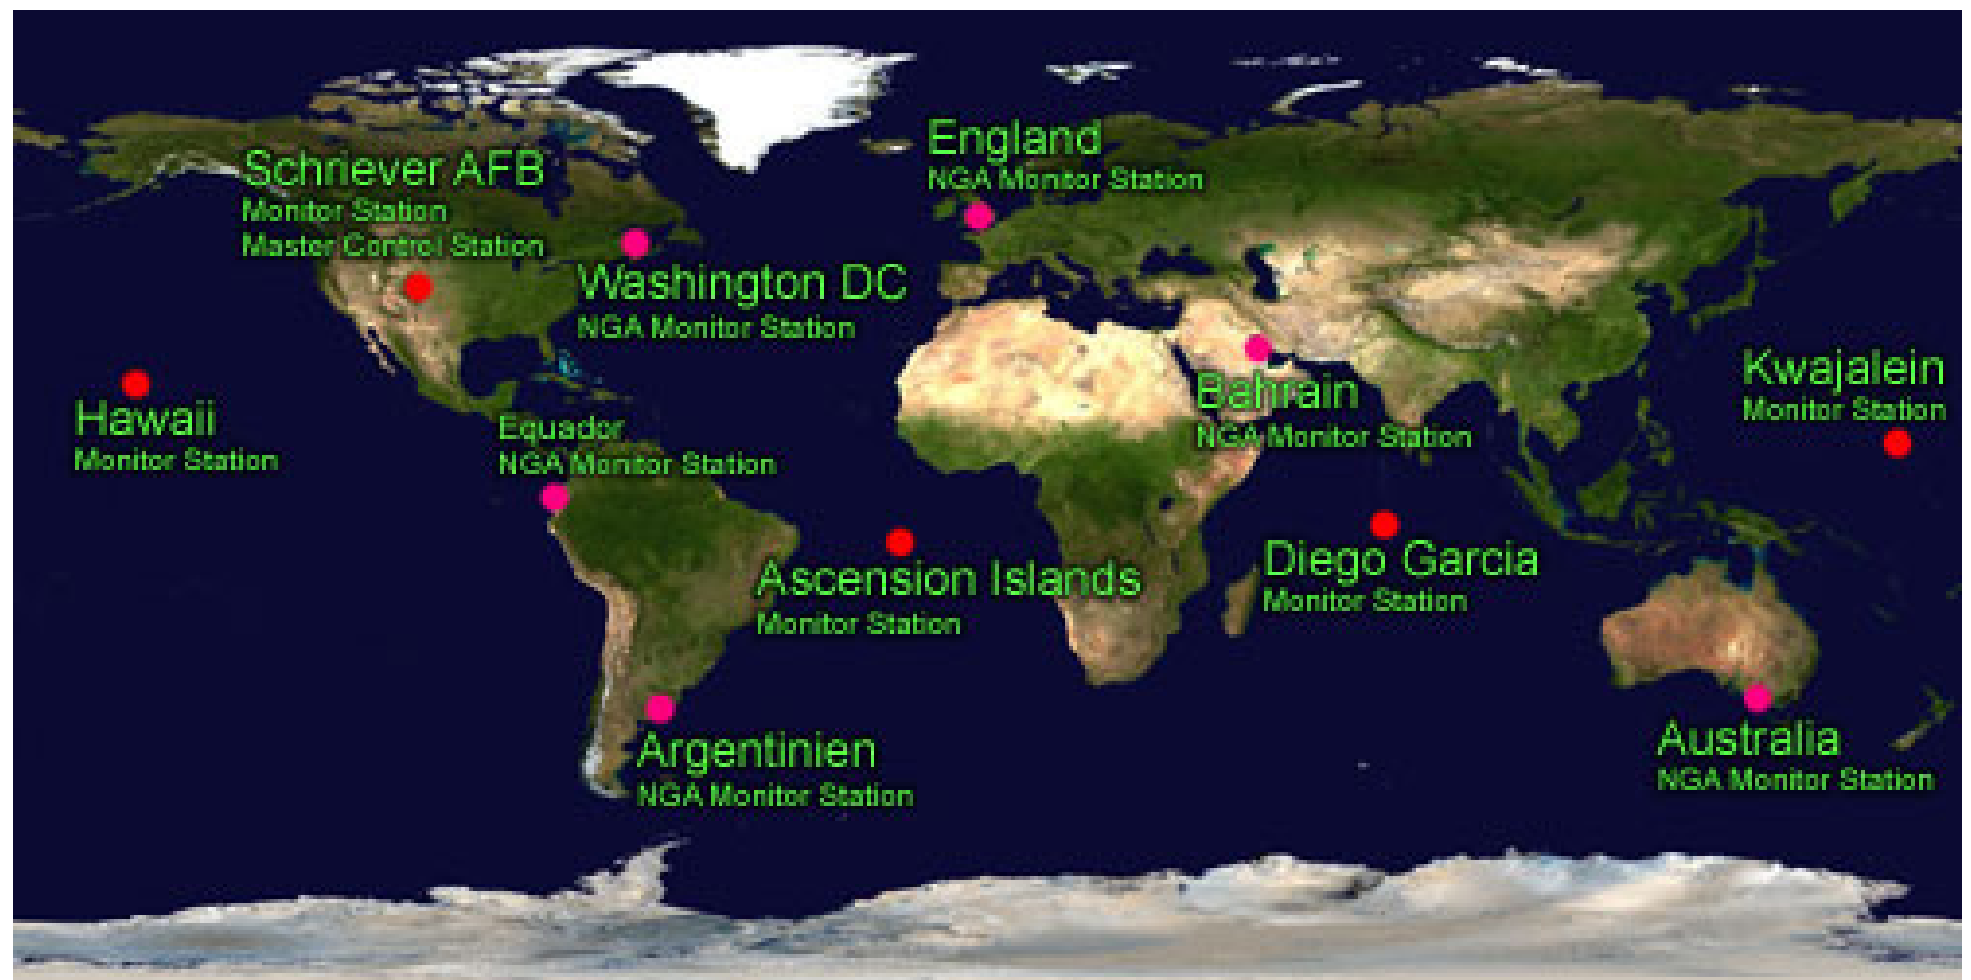 England
NGA Monitor Station
Schriever AFB
Monitor Station
Master Control Station
Washington DC
NGA Monitor Station
Kwajalein
Monitor Station
Bahrain
NGA Monitor Station
Hawaii
Monitor Station
Equador
NGA Monitor Station
Diego Garcia
Monitor Station
Ascension Islands
Monitor Station
Argentinien
NGA Monitor Station
Australia
NGA Monitor Station